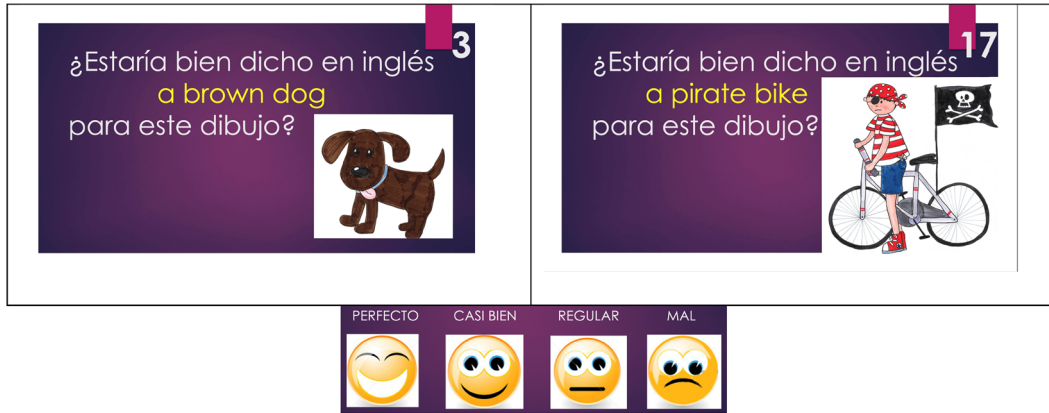 3
¿Estaría bien dicho en inglés
a brown dog
para este dibujo?
17
¿Estaría bien dicho en inglés
a pirate bike
para este dibujo?
PERFECTO CASI BIEN REGULAR MAL